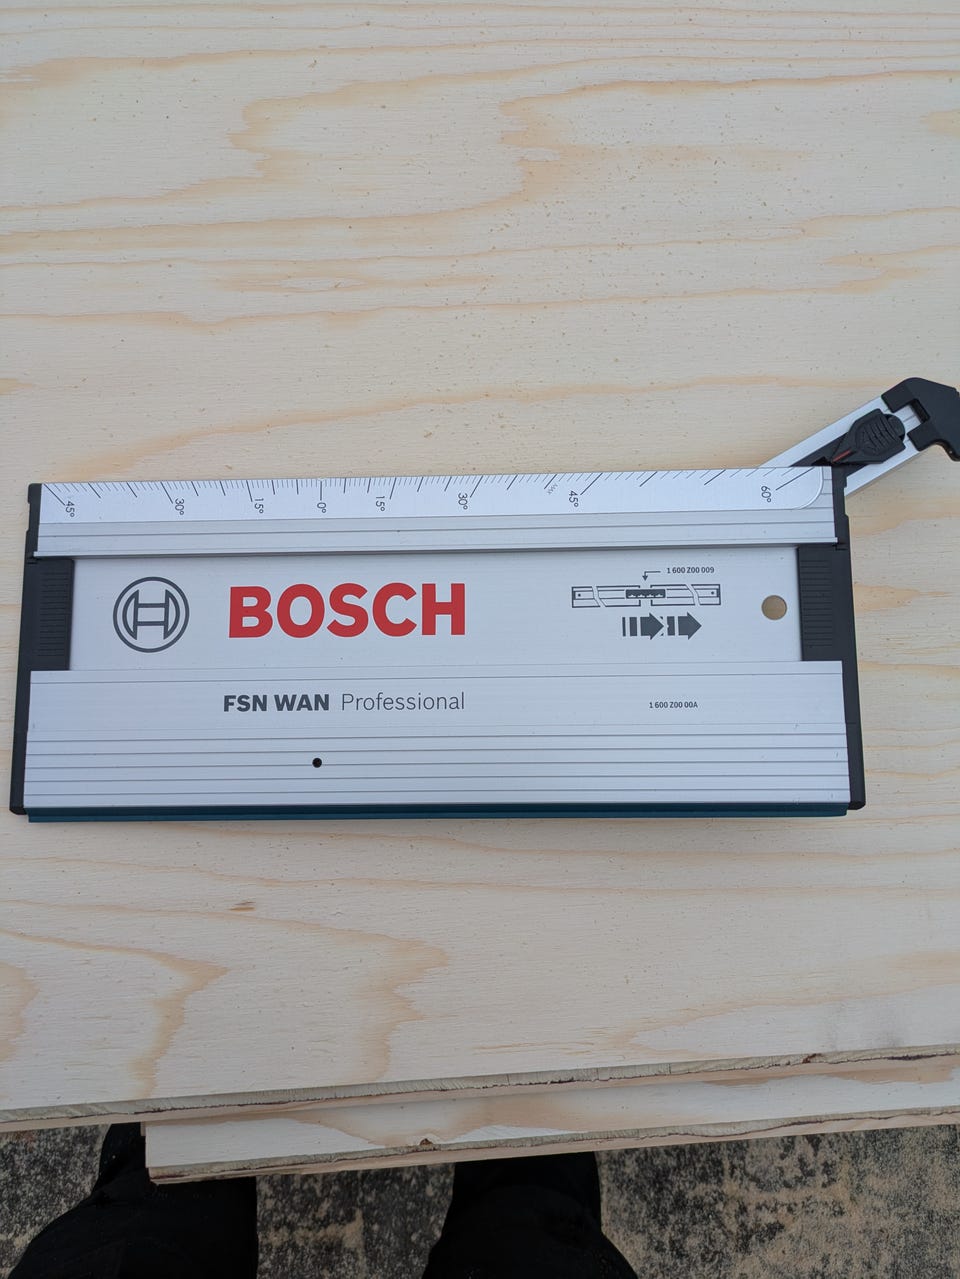 45° 30° 15° 0° 15° 30° 45° 60°
1 600 Z00 009
BOSCH
FSN WAN Professional
1 600 Z00 00A